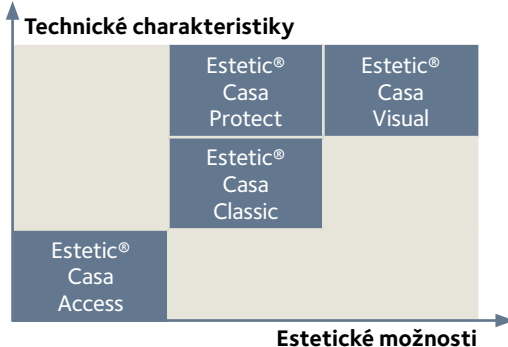 Technické charakteristiky
Estetic®
Casa
Protect
Estetic®
Casa
Visual
Estetic®
Casa
Classic
Estetic®
Casa
Access
Estetické možnosti